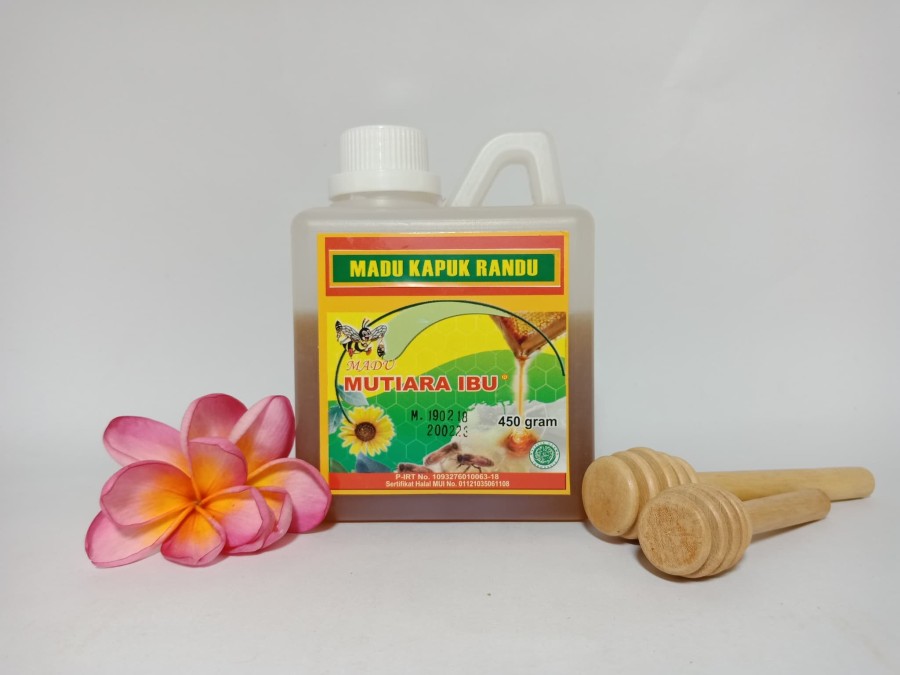 MADU KAPUK RANDU
MADU
MUTIARA IBU
M. 190218
200223
450 gram
P-IRT No. 1093276010063-18
Sertifikat Halal MUI No. 01121035061108